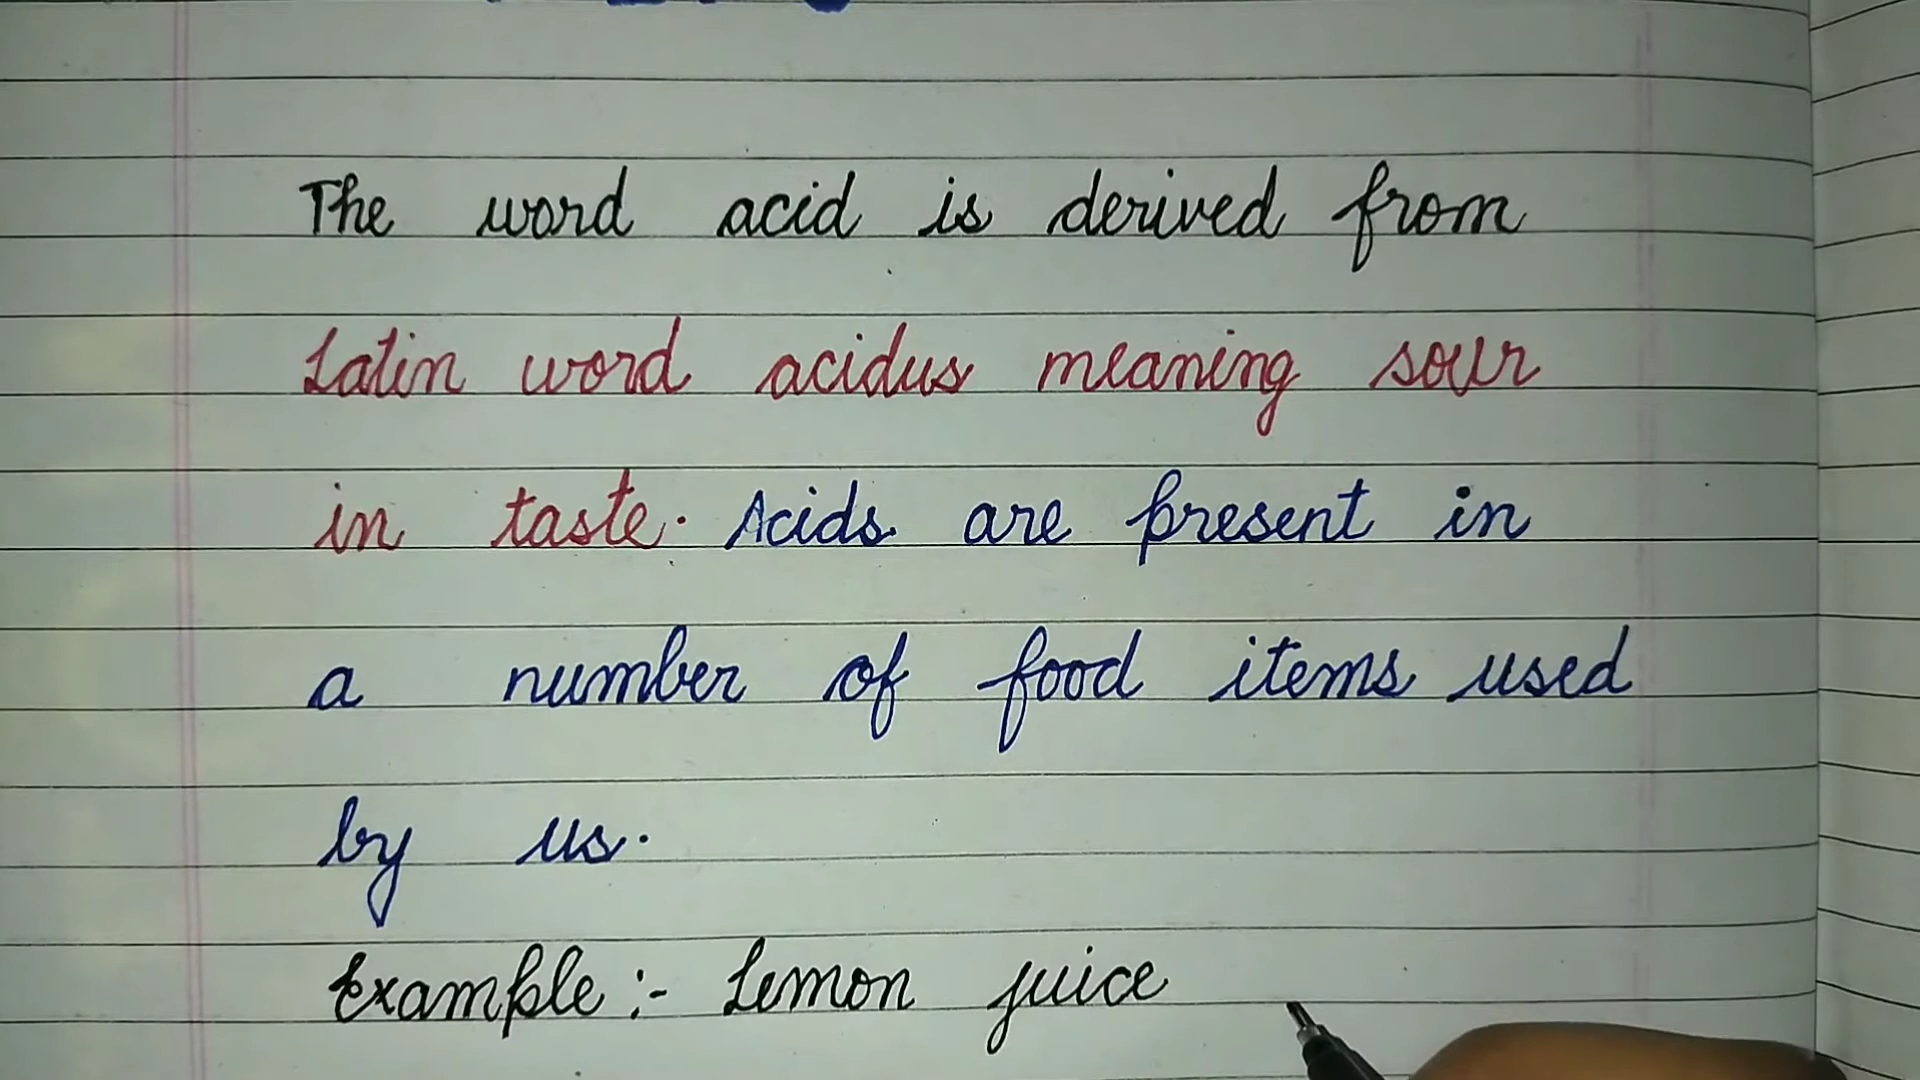 The word acid is derived from
Latin word acidus meaning sour
in taste. Acids are present in
a number of food items used
by us.
Example:- Lemon juice